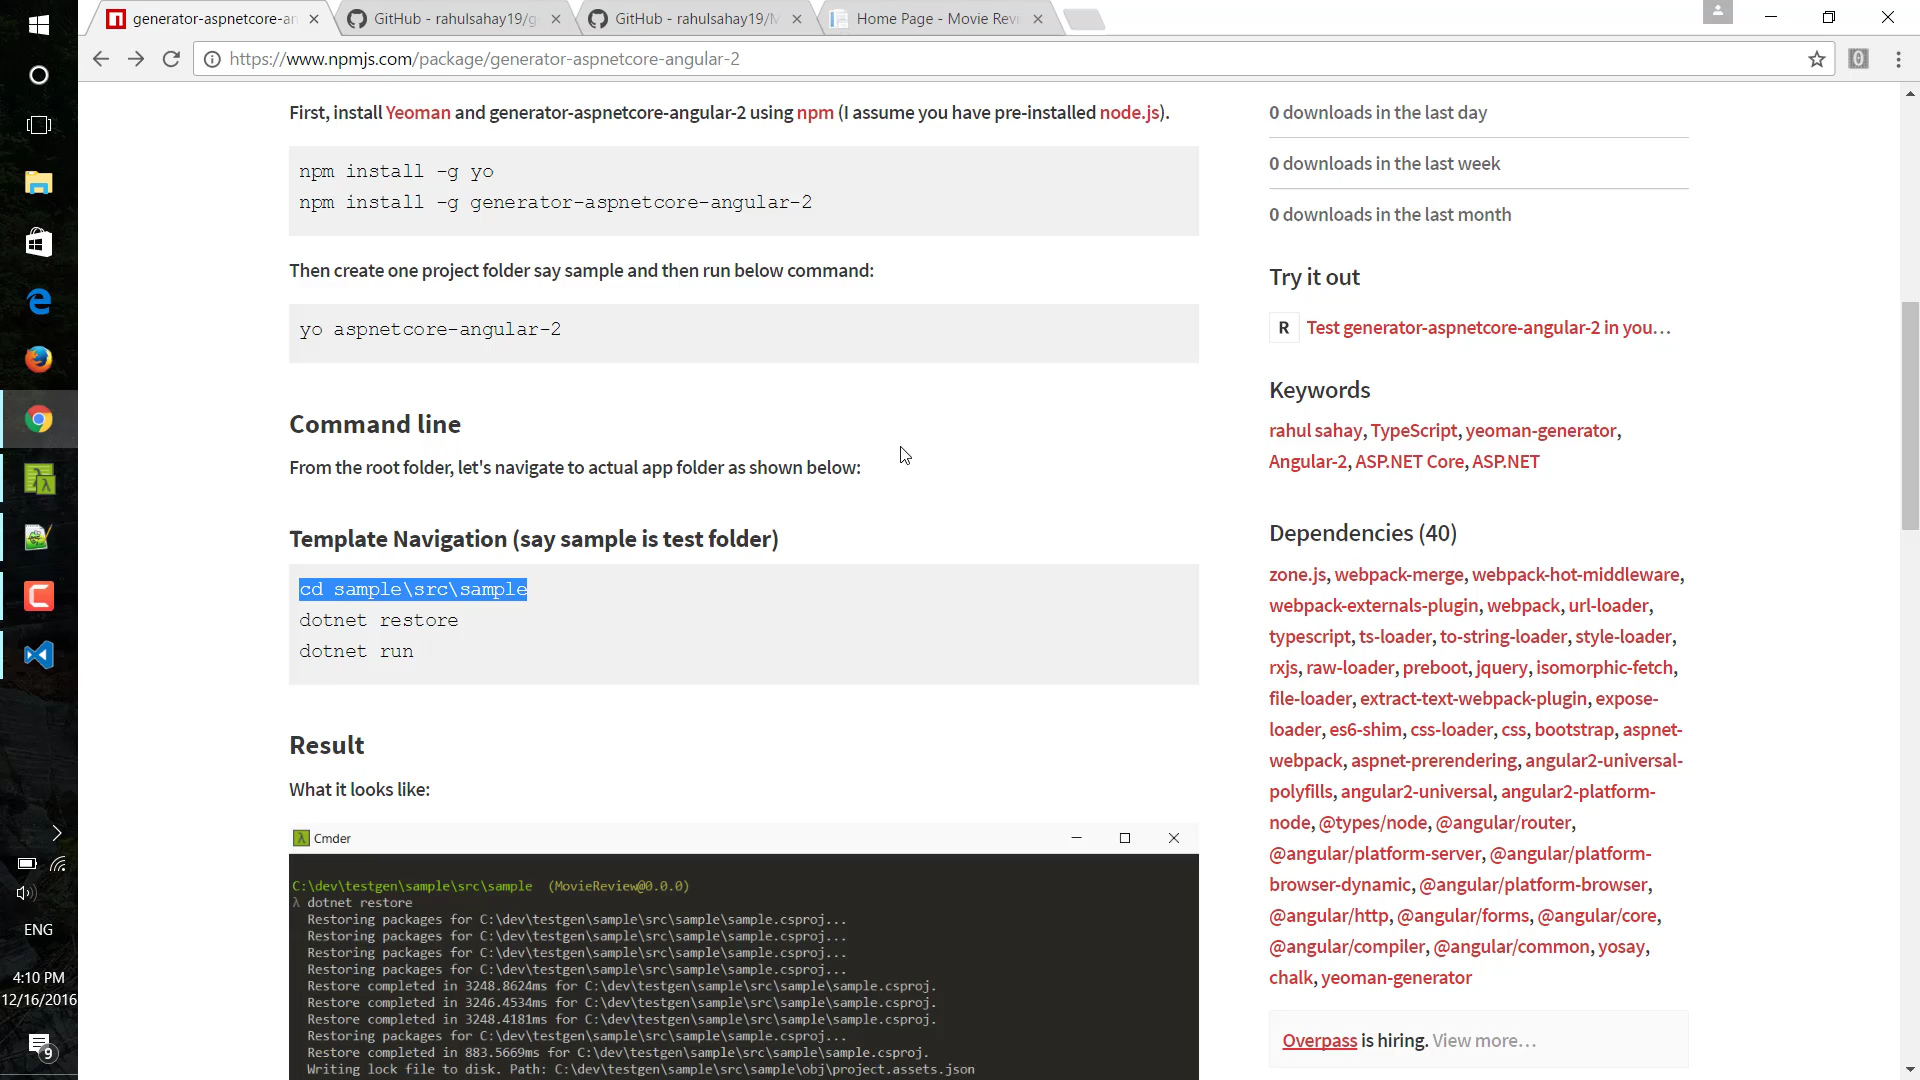 generator-aspnetcore-an
GitHub - rahulsahay19/g
GitHub - rahulsahay19/M
Home Page - Movie Rev
https://www.npmjs.com/package/generator-aspnetcore-angular-2
First, install Yeoman and generator-aspnetcore-angular-2 using npm (I assume you have pre-installed node.js).
npm install -g yo
npm install -g generator-aspnetcore-angular-2
Then create one project folder say sample and then run below command:
yo aspnetcore-angular-2
Command line
From the root folder, let's navigate to actual app folder as shown below:
Template Navigation (say sample is test folder)
cd sample\src\sample
dotnet restore
dotnet run
Result
What it looks like:
Cmder
C:\dev\testgen\sample\src\sample (MovieReview@0.0.0)
λ dotnet restore
Restoring packages for C:\dev\testgen\sample\src\sample\sample.csproj...
Restoring packages for C:\dev\testgen\sample\src\sample\sample.csproj...
Restoring packages for C:\dev\testgen\sample\src\sample\sample.csproj...
Restoring packages for C:\dev\testgen\sample\src\sample\sample.csproj...
Restore completed in 3248.8624ms for C:\dev\testgen\sample\src\sample\sample.csproj.
Restore completed in 3246.4534ms for C:\dev\testgen\sample\src\sample\sample.csproj.
Restore completed in 3248.4181ms for C:\dev\testgen\sample\src\sample\sample.csproj.
Restoring packages for C:\dev\testgen\sample\src\sample\sample.csproj...
Restore completed in 883.5669ms for C:\dev\testgen\sample\src\sample\sample.csproj.
Writing lock file to disk. Path: C:\dev\testgen\sample\src\sample\obj\project.assets.json
0 downloads in the last day
0 downloads in the last week
0 downloads in the last month
Try it out
R Test generator-aspnetcore-angular-2 in you…
Keywords
rahul sahay, TypeScript, yeoman-generator,
Angular-2, ASP.NET Core, ASP.NET
Dependencies (40)
zone.js, webpack-merge, webpack-hot-middleware,
webpack-externals-plugin, webpack, url-loader,
typescript, ts-loader, to-string-loader, style-loader,
rxjs, raw-loader, preboot, jquery, isomorphic-fetch,
file-loader, extract-text-webpack-plugin, expose-
loader, es6-shim, css-loader, css, bootstrap, aspnet-
webpack, aspnet-prerendering, angular2-universal-
polyfills, angular2-universal, angular2-platform-
node, @types/node, @angular/router,
@angular/platform-server, @angular/platform-
browser-dynamic, @angular/platform-browser,
@angular/http, @angular/forms, @angular/core,
@angular/compiler, @angular/common, yosay,
chalk, yeoman-generator
Overpass is hiring. View more…
ENG
4:10 PM
12/16/2016
9